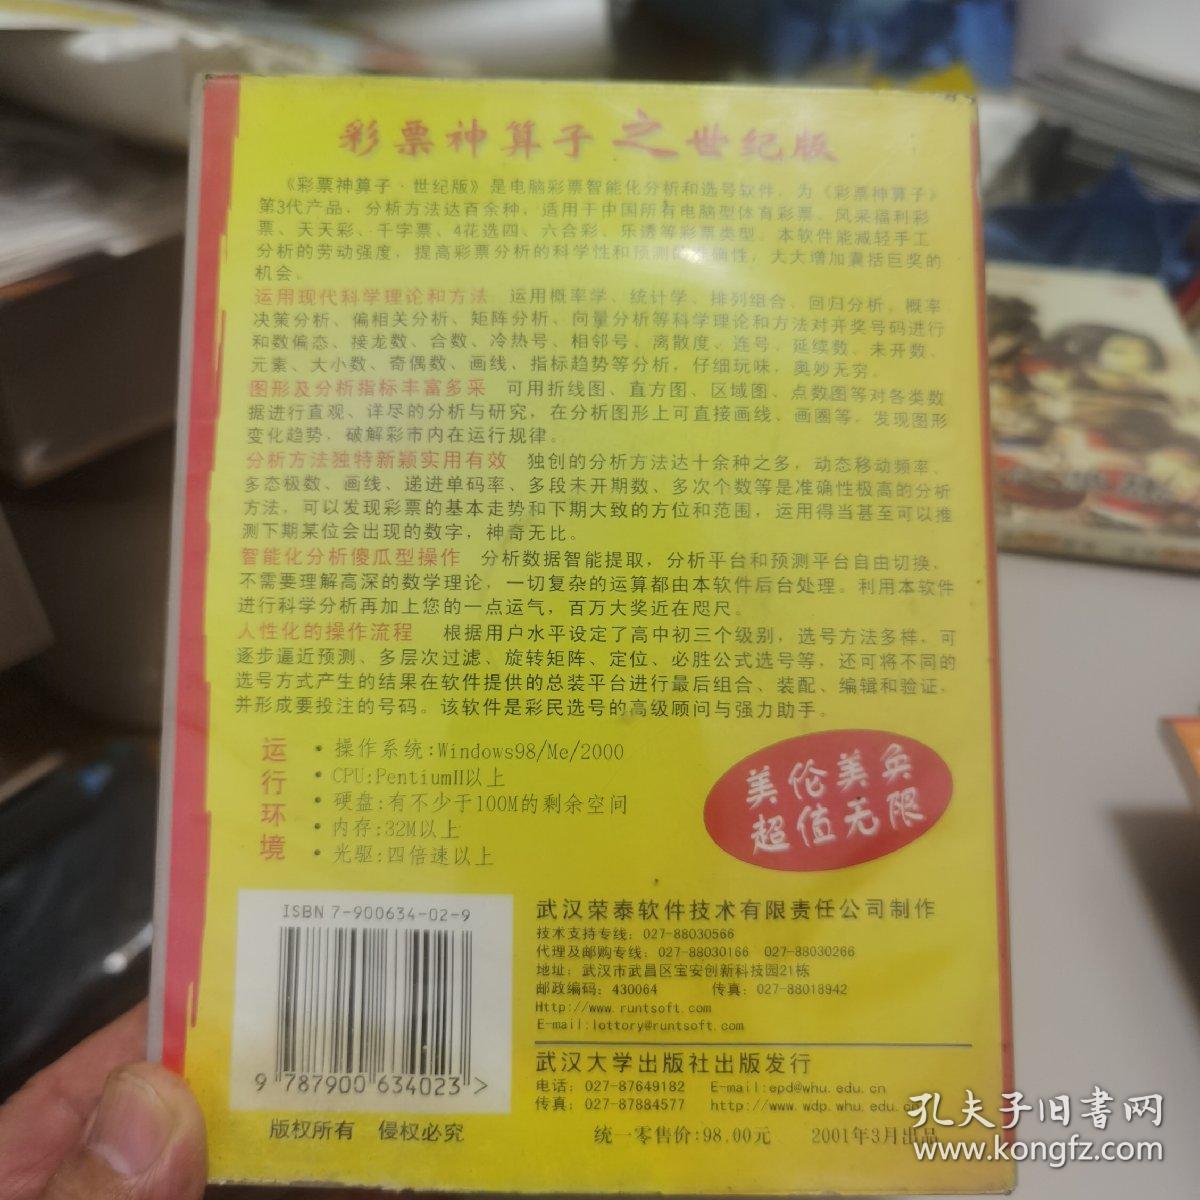 彩票神算子之世纪版
《彩票神算子·世纪版》是电脑彩票智能化分析和选号软件，为《彩票神算子》
第3代产品，分析方法达百余种，适用于中国所有电脑型体育彩票、风采福利彩
票、天天彩、千字票、4花选四、六合彩、乐透等彩票类型。本软件能减轻手工
分析的劳动强度，提高彩票分析的科学性和预测的准确性，大大增加囊括巨奖的
机会。
运用现代科学理论和方法 运用概率学、统计学、排列组合、回归分析、概率
决策分析、偏相关分析、矩阵分析、向量分析等科学理论和方法对开奖号码进行
和数偏态、接龙数、合数、冷热号、相邻号、离散度、连号、延续数、未开数、
元素、大小数、奇偶数、画线、指标趋势等分析，仔细玩味，奥妙无穷。
图形及分析指标丰富多采 可用折线图、直方图、区域图、点数图等对各类数
据进行直观、详尽的分析与研究，在分析图形上可直接画线、画圈等，发现图形
变化趋势，破解彩市内在运行规律。
分析方法独特新颖实用有效 独创的分析方法达十余种之多，动态移动频率、
多态极数、画线、递进单码率、多段未开期数、多次个数等是准确性极高的分析
方法，可以发现彩票的基本走势和下期大致的方位和范围，运用得当甚至可以推
测下期某位会出现的数字，神奇无比。
智能化分析傻瓜型操作 分析数据智能提取，分析平台和预测平台自由切换，
不需要理解高深的数学理论，一切复杂的运算都由本软件后台处理。利用本软件
进行科学分析再加上您的一点运气，百万大奖近在咫尺。
人性化的操作流程 根据用户水平设定了高中初三个级别，选号方法多样，可
逐步逼近预测、多层次过滤、旋转矩阵、定位、必胜公式选号等，还可将不同的
选号方式产生的结果在软件提供的总装平台进行最后组合、装配、编辑和验证，
并形成要投注的号码。该软件是彩民选号的高级顾问与强力助手。
运行环境
·操作系统:Windows98/Me/2000
·CPU:PentiumII以上
·硬盘:有不少于100M的剩余空间
·内存:32M以上
·光驱:四倍速以上
美伦美奂
超值无限
ISBN 7-900634-02-9
9 787900 634023 >
版权所有 侵权必究
武汉荣泰软件技术有限责任公司制作
技术支持专线：027-88030566
代理及邮购专线：027-88030166 027-88030266
地址：武汉市武昌区宝安创新科技园21栋
邮政编码：430064 传真：027-88018942
Http://www.runtsoft.com
E-mail:lottory@runtsoft.com
武汉大学出版社出版发行
电话：027-87649182 E-mail:epd@whu.edu.cn
传真：027-87884577 http://www.wdp.whu.edu.cn
统一零售价:98.00元 2001年3月出品
孔夫子旧书网
www.kongfz.com